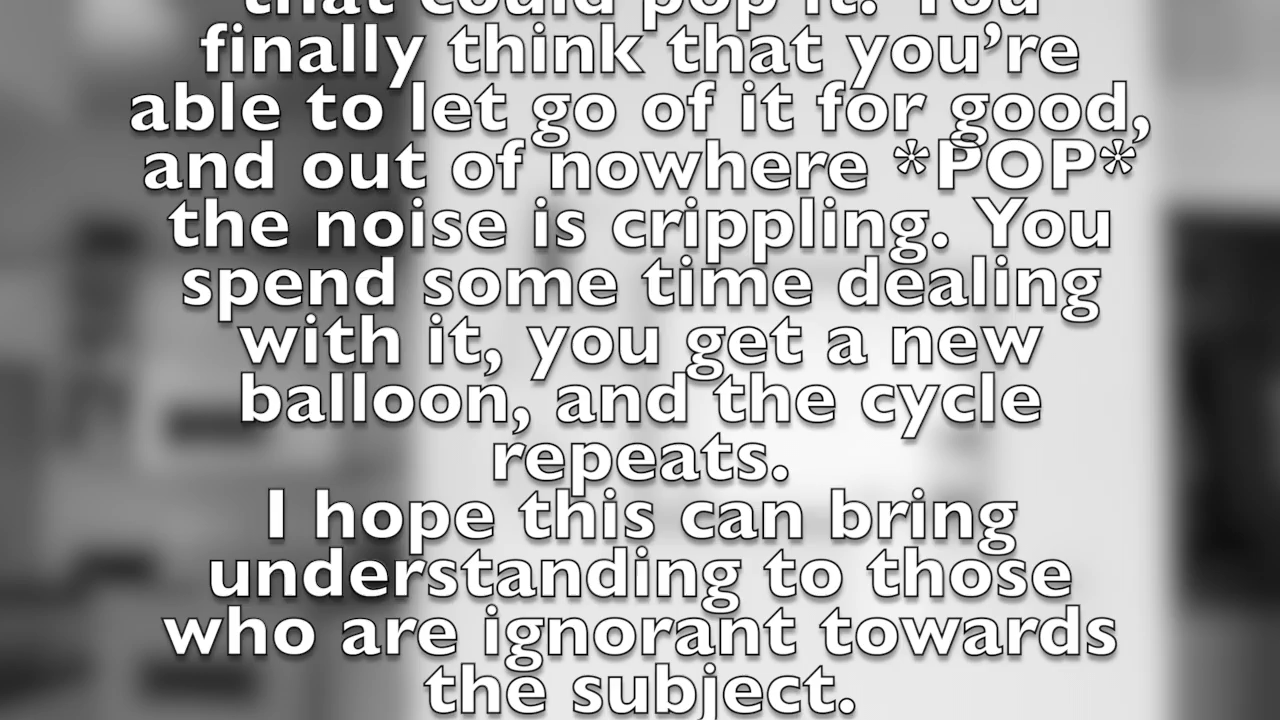 that could pop it. You
finally think that you’re
able to let go of it for good,
and out of nowhere *POP*
the noise is crippling. You
spend some time dealing
with it, you get a new
balloon, and the cycle
repeats.
I hope this can bring
understanding to those
who are ignorant towards
the subject.